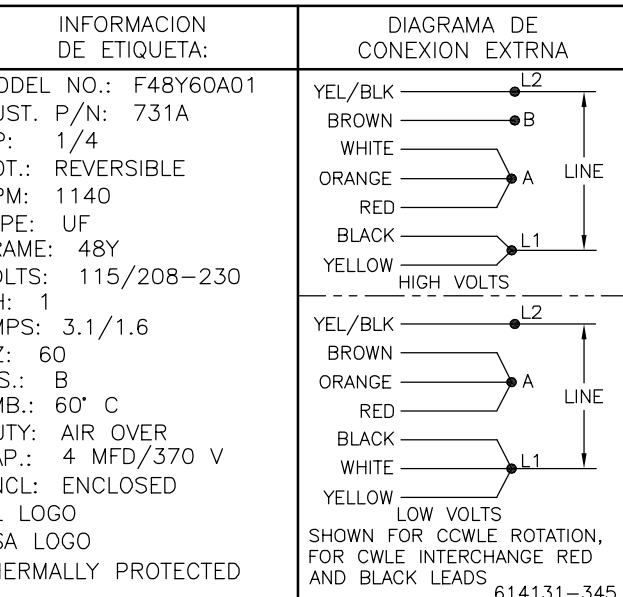 INFORMACION
DE ETIQUETA:
ODEL NO.: F48Y60A01
UST. P/N: 731A
P: 1/4
OT.: REVERSIBLE
PM: 1140
YPE: UF
RAME: 48Y
OLTS: 115/208-230
H: 1
MPS: 3.1/1.6
Z: 60
S.: B
MB.: 60° C
UTY: AIR OVER
AP.: 4 MFD/370 V
NCL: ENCLOSED
L LOGO
SA LOGO
HERMALLY PROTECTED
DIAGRAMA DE
CONEXION EXTRNA
YEL/BLK L2
BROWN B
WHITE
ORANGE A LINE
RED
BLACK L1
YELLOW
HIGH VOLTS
YEL/BLK L2
BROWN
ORANGE A LINE
RED
BLACK
WHITE L1
YELLOW
LOW VOLTS
SHOWN FOR CCWLE ROTATION,
FOR CWLE INTERCHANGE RED
AND BLACK LEADS
614131-345